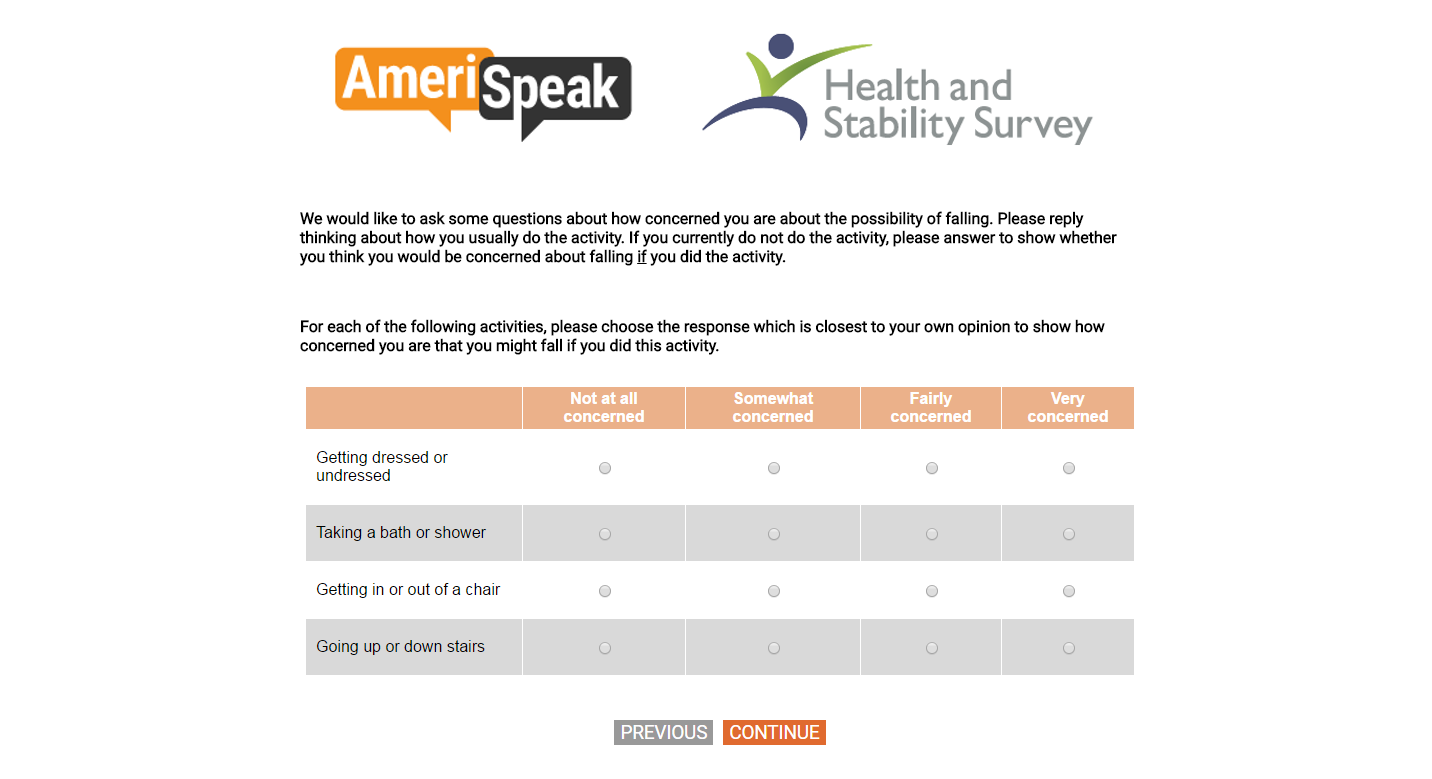 AmeriSpeak
Health and
Stability Survey
We would like to ask some questions about how concerned you are about the possibility of falling. Please reply
thinking about how you usually do the activity. If you currently do not do the activity, please answer to show whether
you think you would be concerned about falling if you did the activity.
For each of the following activities, please choose the response which is closest to your own opinion to show how
concerned you are that you might fall if you did this activity.
Not at all concerned
Somewhat concerned
Fairly concerned
Very concerned
Getting dressed or
undressed
Taking a bath or shower
Getting in or out of a chair
Going up or down stairs
PREVIOUS CONTINUE